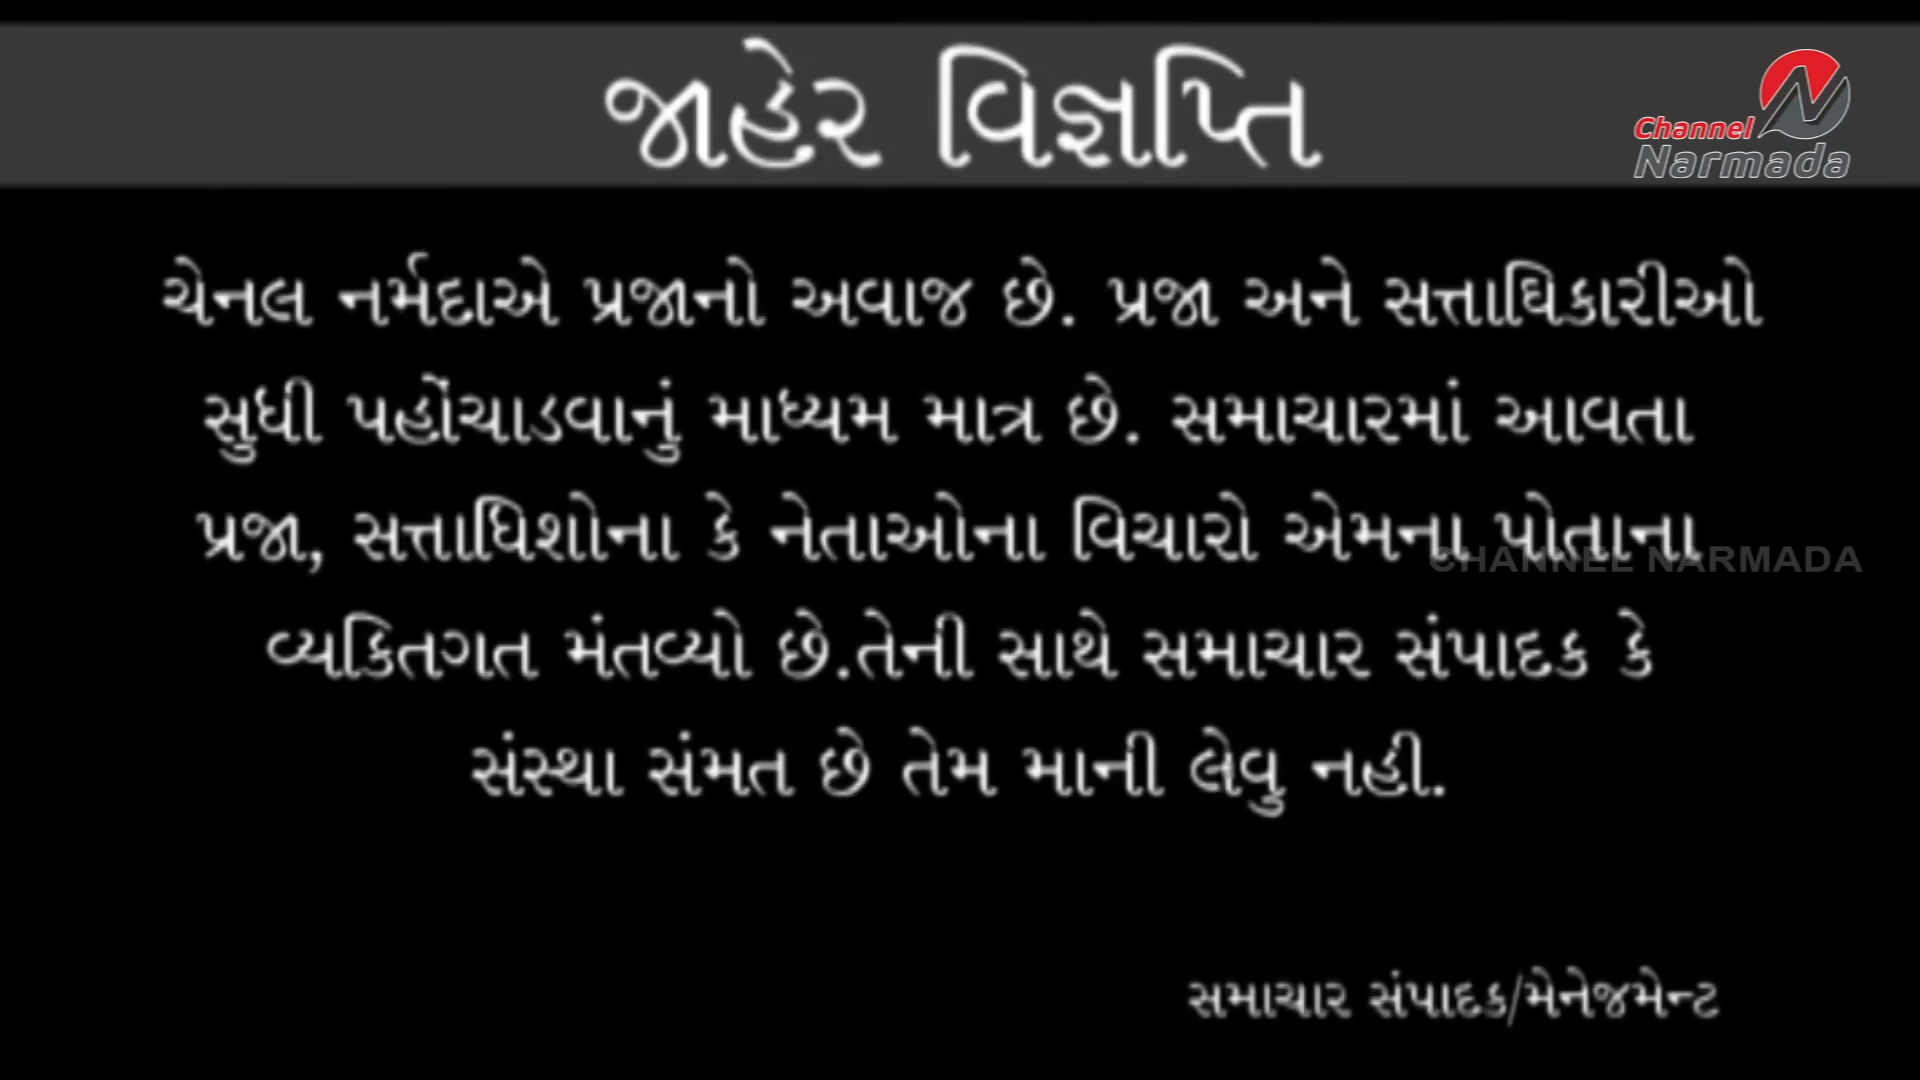 જાહેર વિજ્ઞપ્તિ
Channel
Narmada
ચેનલ નર્મદાએ પ્રજાનો અવાજ છે. પ્રજા અને સત્તાધિકારીઓ
સુધી પહોંચાડવાનું માધ્યમ માત્ર છે. સમાચારમાં આવતા
પ્રજા, સત્તાધિશોના કે નેતાઓના વિચારો એમના પોતાના
CHANNEL NARMADA
વ્યકિતગત મંતવ્યો છે.તેની સાથે સમાચાર સંપાદક કે
સંસ્થા સંમત છે તેમ માની લેવુ નહી.
સમાચાર સંપાદક/મેનેજમેન્ટ